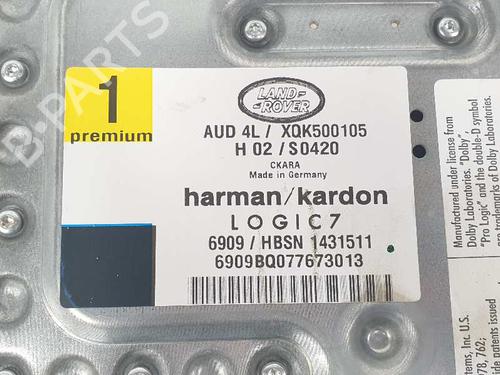 1
premium
LAND-
ROVER
AUD 4L / XQK500105
H 02 / S0420
CKARA
Made in Germany
harman/kardon
LOGIC7
6909 / HBSN 1431511
6909BQ077673013
Manufactured under license from
Dolby Laboratories. "Dolby",
"Pro Logic" and the double-D symbol
are trademarks of Dolby Laboratories.
B-PARTS